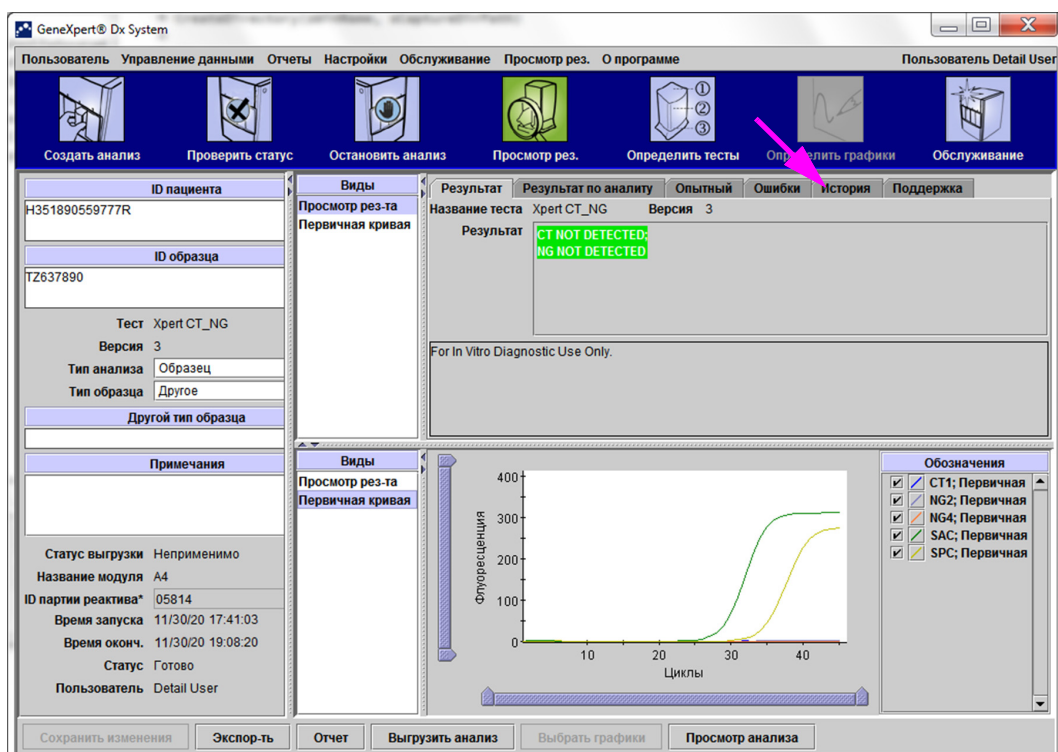 GeneXpert® Dx System
Пользователь Управление данными Отчеты Настройки Обслуживание Просмотр рез. О программе Пользователь Detail User
Создать анализ Проверить статус Остановить анализ Просмотр рез. Определить тесты Определить графики Обслуживание
ID пациента
H351890559777R
ID образца
TZ637890
Тест Xpert CT_NG
Версия 3
Тип анализа Образец
Тип образца Другое
Другой тип образца
Примечания
Статус выгрузки Неприменимо
Название модуля A4
ID партии реактива* 05814
Время запуска 11/30/20 17:41:03
Время оконч. 11/30/20 19:08:20
Статус Готово
Пользователь Detail User
Виды
Просмотр рез-та
Первичная кривая
Результат Результат по аналиту Опытный Ошибки История Поддержка
Название теста Xpert CT_NG Версия 3
Результат CT NOT DETECTED;
NG NOT DETECTED
For In Vitro Diagnostic Use Only.
Виды
Просмотр рез-та
Первичная кривая
Флуоресценция
400
300
200
100
0
10 20 30 40
Циклы
Обозначения
CT1; Первичная
NG2; Первичная
NG4; Первичная
SAC; Первичная
SPC; Первичная
Сохранить изменения Экспор-ть Отчет Выгрузить анализ Выбрать графики Просмотр анализа